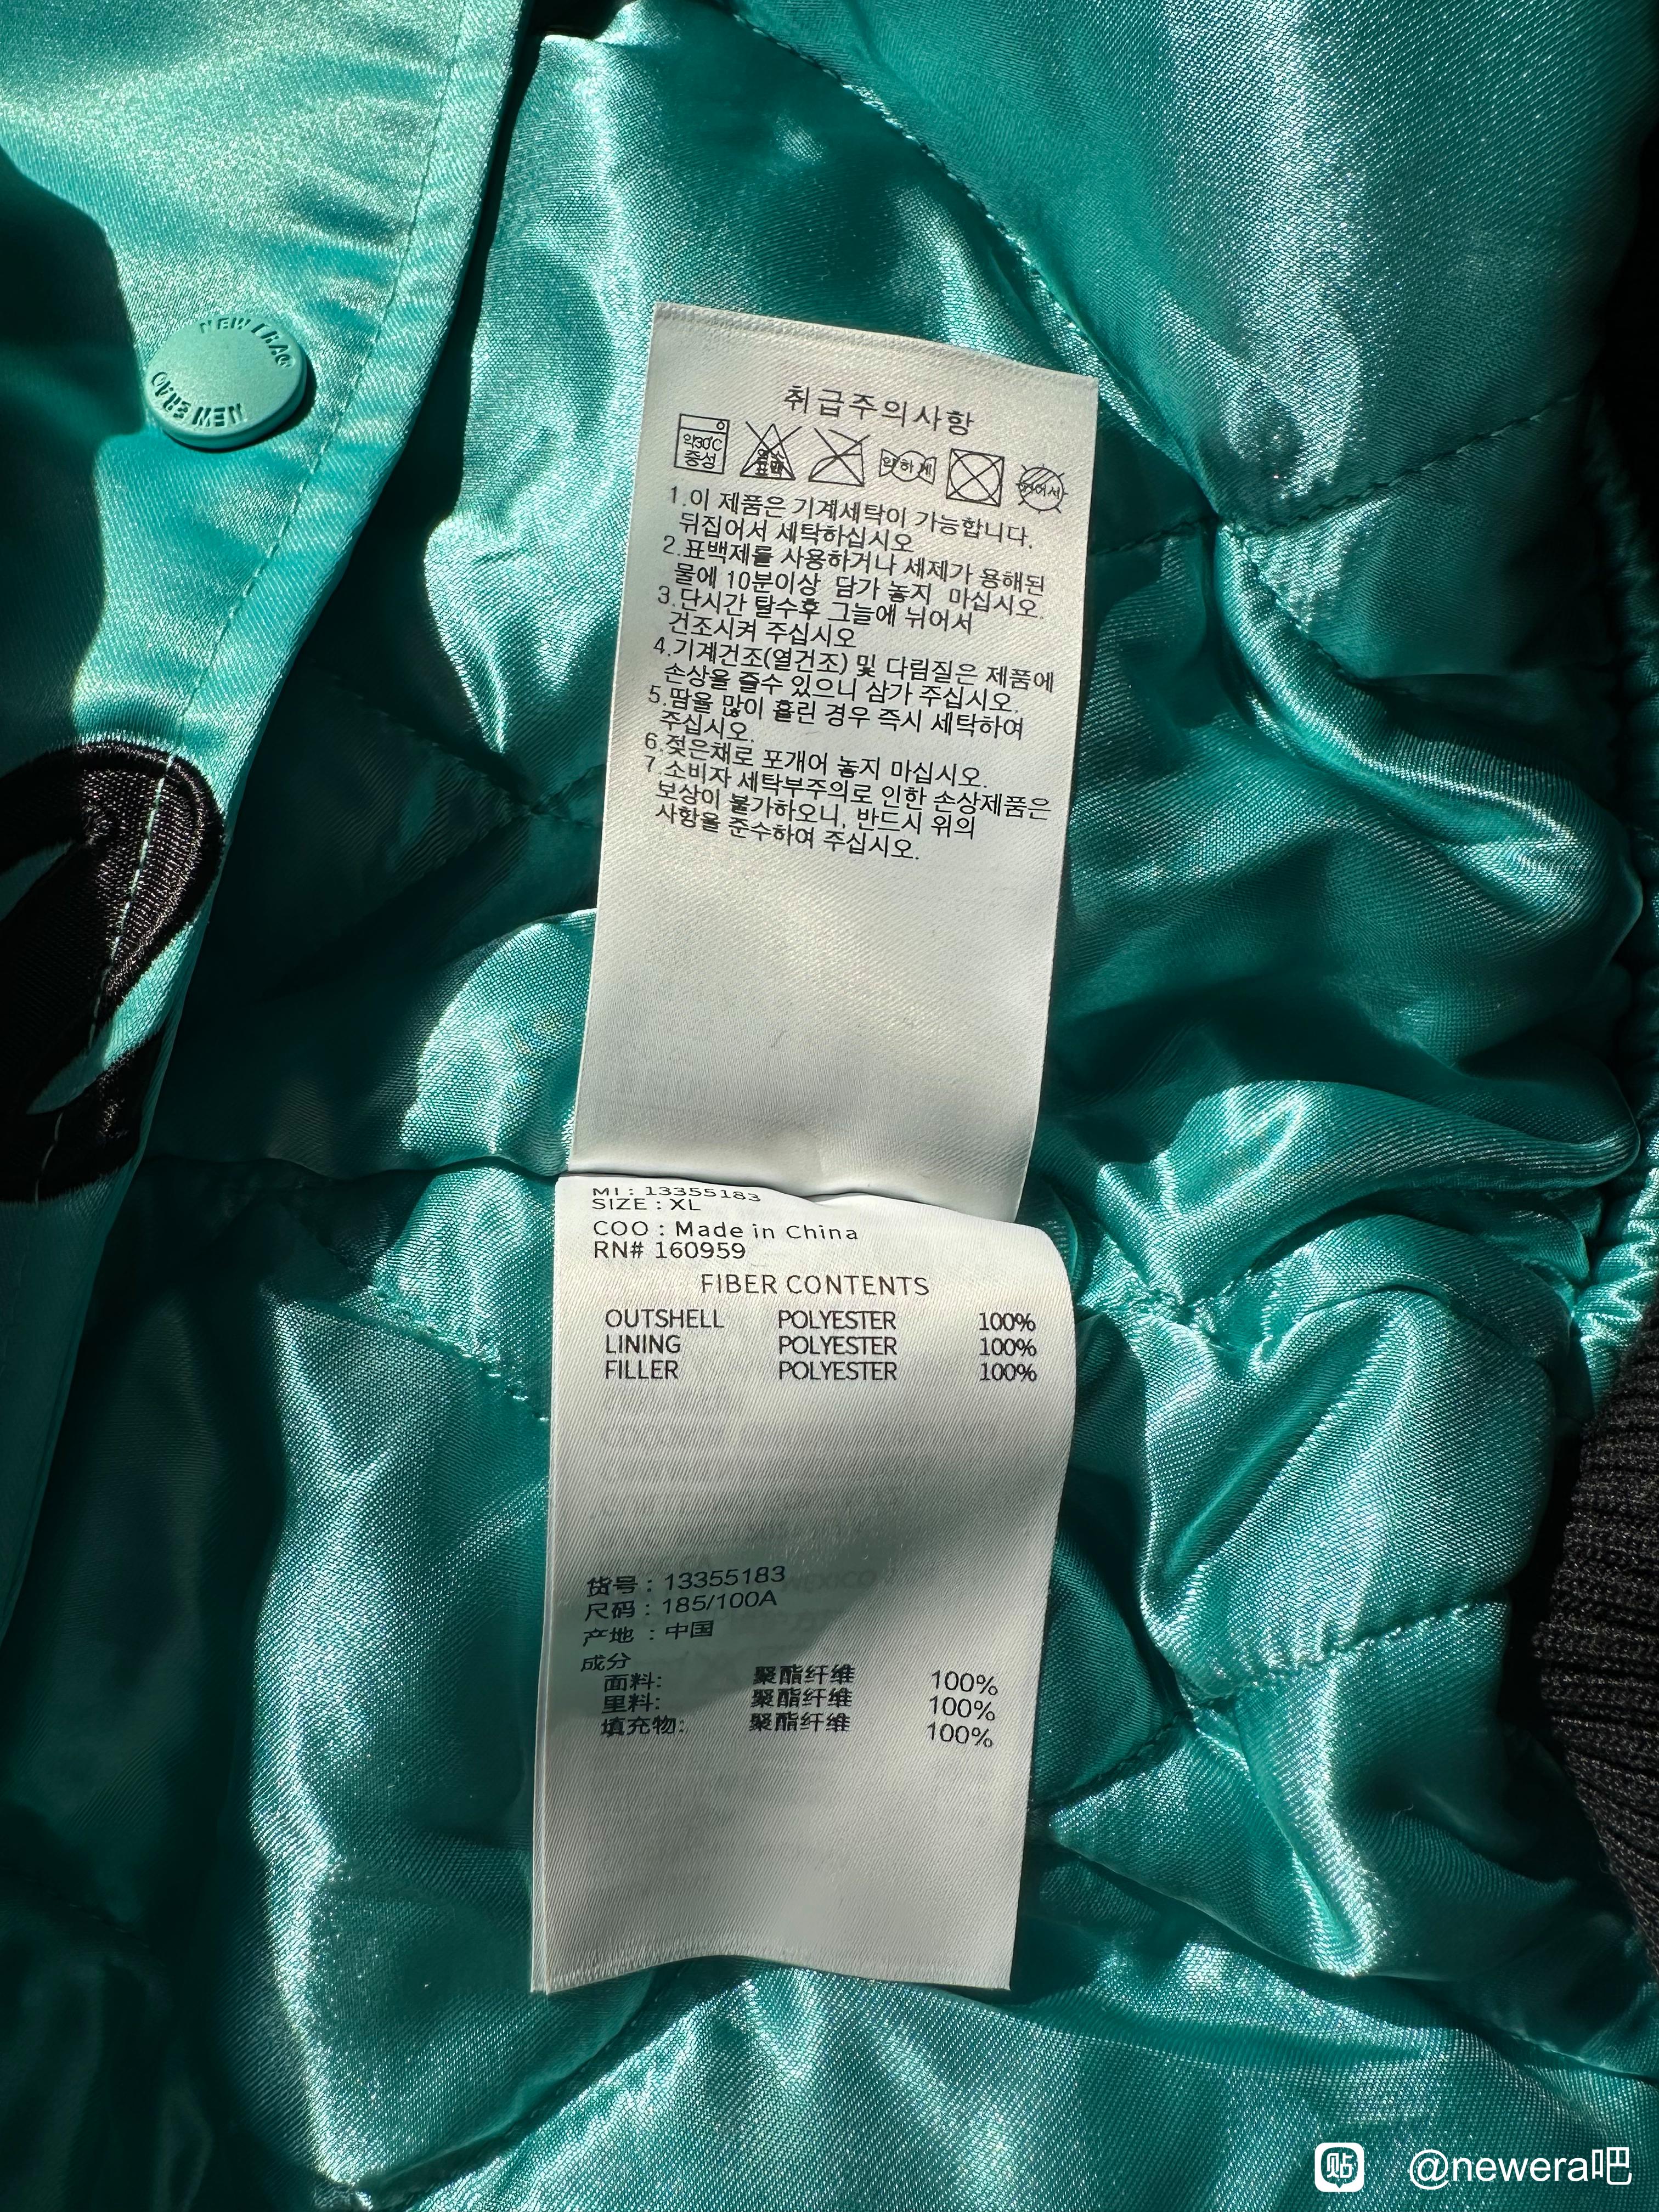 NEW ERA®
NEW ERA®
취급주의사항
약30℃
중성
염소
표백
약하게
뉘어서
1.이 제품은 기계세탁이 가능합니다.
뒤집어서 세탁하십시오
2.표백제를 사용하거나 세제가 용해된
물에 10분이상 담가 놓지 마십시오.
3.단시간 탈수후 그늘에 뉘어서
건조시켜 주십시오
4.기계건조(열건조) 및 다림질은 제품에
손상을 줄수 있으니 삼가 주십시오.
5.땀을 많이 흘린 경우 즉시 세탁하여
주십시오.
6.젖은채로 포개어 놓지 마십시오.
7.소비자 세탁부주의로 인한 손상제품은
보상이 불가하오니, 반드시 위의
사항을 준수하여 주십시오.
MI : 13355183
SIZE : XL
COO : Made in China
RN# 160959
FIBER CONTENTS
OUTSHELL POLYESTER 100%
LINING POLYESTER 100%
FILLER POLYESTER 100%
货号 : 13355183
尺码 : 185/100A
产地 : 中国
成分
面料: 聚酯纤维 100%
里料: 聚酯纤维 100%
填充物: 聚酯纤维 100%
贴 @newera吧